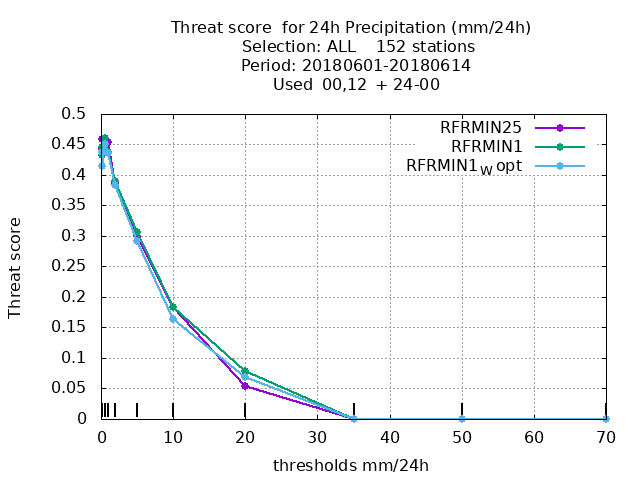 Threat score  for 24h Precipitation (mm/24h)
Selection: ALL    152 stations
Period: 20180601-20180614
Used  00,12  + 24-00
RFRMIN25
RFRMIN1
RFRMIN1W opt
0.5
0.45
0.4
0.35
0.3
0.25
0.2
0.15
0.1
0.05
0
Threat score
0 10 20 30 40 50 60 70
thresholds mm/24h